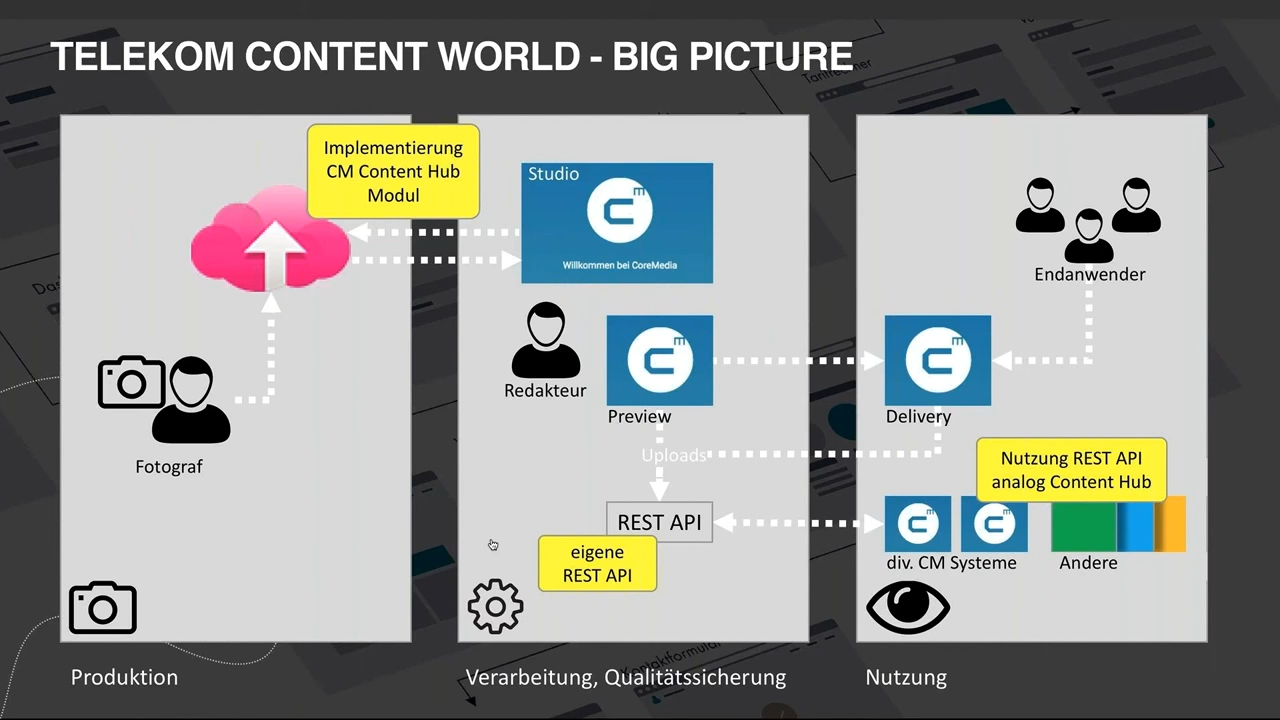 TELEKOM CONTENT WORLD - BIG PICTURE
Implementierung
CM Content Hub
Modul
Fotograf
Produktion
Studio
Willkommen bei CoreMedia
Redakteur
Preview
Uploads
REST API
eigene
REST API
Verarbeitung, Qualitätssicherung
Endanwender
Delivery
Nutzung REST API
analog Content Hub
div. CM Systeme
Andere
Nutzung
Tarifrechner
Kontaktformular